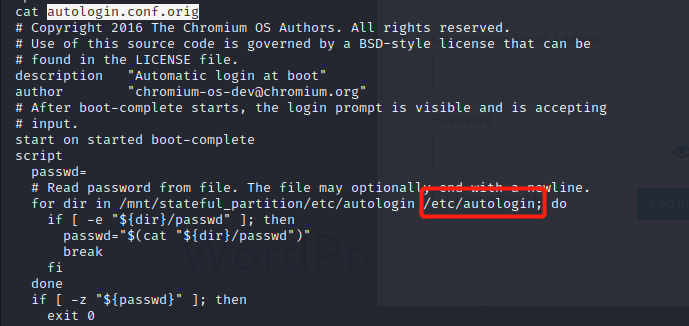 cat autologin.conf.orig
# Copyright 2016 The Chromium OS Authors. All rights reserved.
# Use of this source code is governed by a BSD-style license that can be
# found in the LICENSE file.
description   "Automatic login at boot"
author        "chromium-os-dev@chromium.org"
# After boot-complete starts, the login prompt is visible and is accepting
# input.
start on started boot-complete
script
  passwd=
Password
  # Read password from file. The file may optionally end with a newline.
  for dir in /mnt/stateful_partition/etc/autologin /etc/autologin; do
    if [ -e "${dir}/passwd" ]; then
      passwd="$(cat "${dir}/passwd")"
      break
    fi
  done
  if [ -z "${passwd}" ]; then
    exit 0
Log In